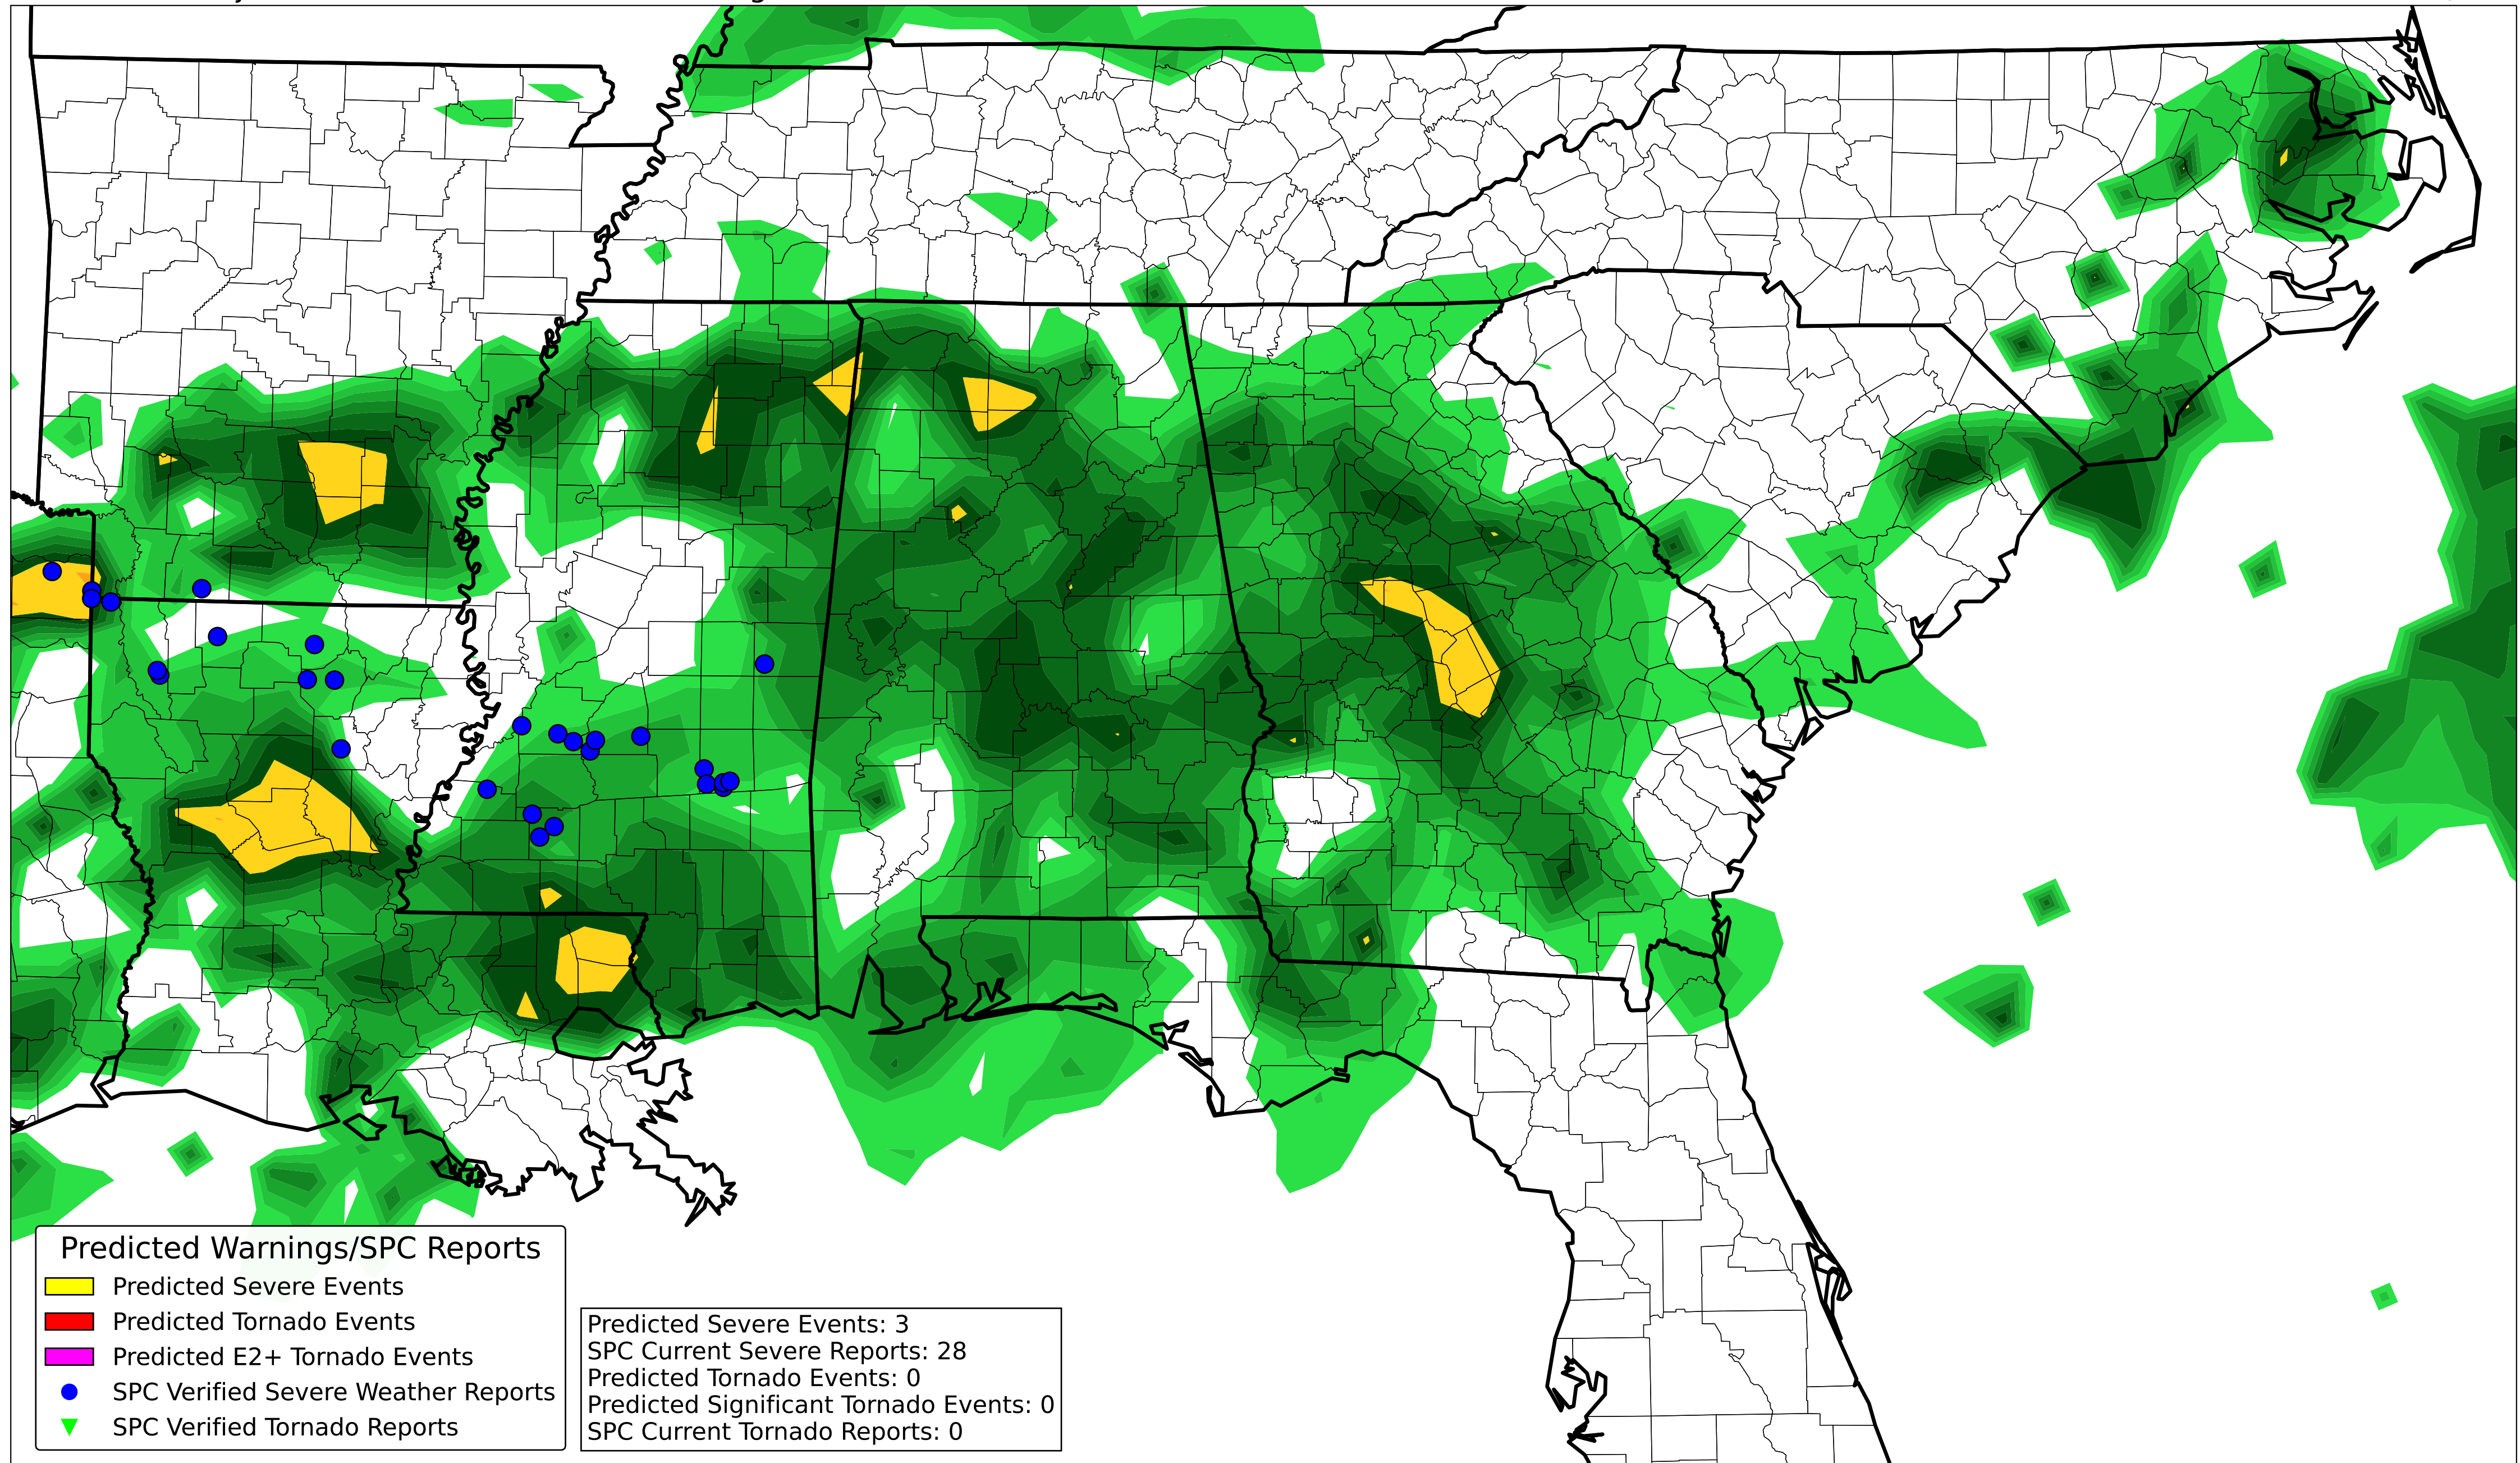 Predicted Warnings/SPC Reports
Predicted Severe Events
Predicted Tornado Events
Predicted E2+ Tornado Events
SPC Verified Severe Weather Reports
SPC Verified Tornado Reports
Predicted Severe Events: 3
SPC Current Severe Reports: 28
Predicted Tornado Events: 0
Predicted Significant Tornado Events: 0
SPC Current Tornado Reports: 0